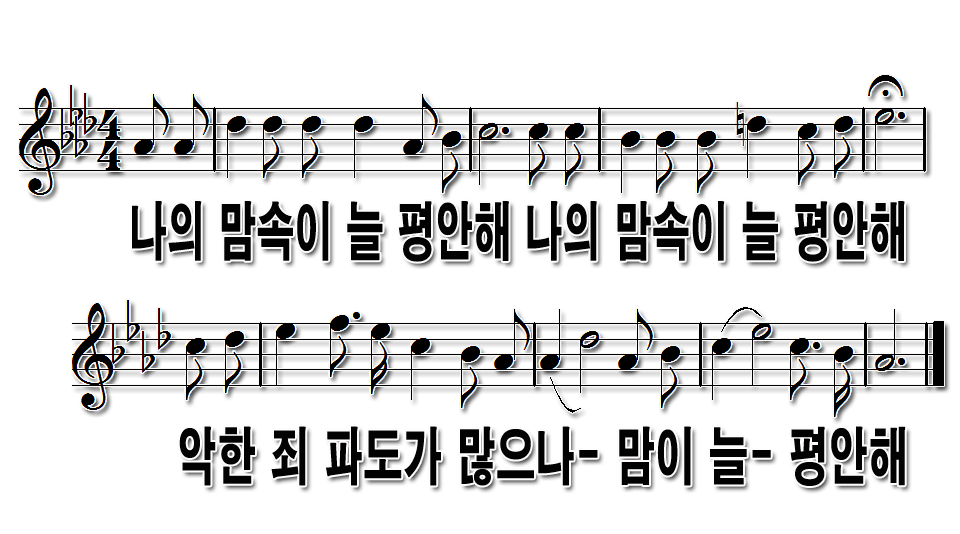 나의 맘속이 늘 평안해 나의 맘속이 늘 평안해
악한 죄 파도가 많으나- 맘이 늘- 평안해